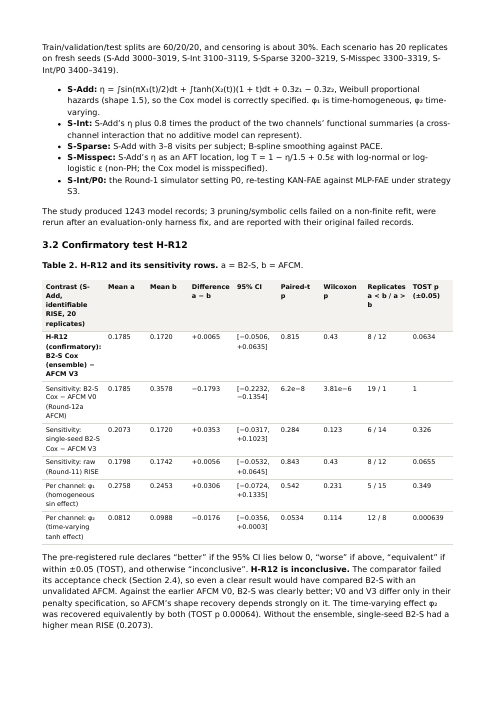 Train/validation/test splits are 60/20/20, and censoring is about 30%. Each scenario has 20 replicates
on fresh seeds (S-Add 3000–3019, S-Int 3100–3119, S-Sparse 3200–3219, S-Misspec 3300–3319, S-
Int/P0 3400–3419).
• S-Add: η = ∫sin(πX₁(t)/2)dt + ∫tanh(X₂(t))(1 + t)dt + 0.3z₁ − 0.3z₂, Weibull proportional
hazards (shape 1.5), so the Cox model is correctly specified. φ₁ is time-homogeneous, φ₂ time-
varying.
• S-Int: S-Add's η plus 0.8 times the product of the two channels' functional summaries (a cross-
channel interaction that no additive model can represent).
• S-Sparse: S-Add with 3–8 visits per subject; B-spline smoothing against PACE.
• S-Misspec: S-Add's η as an AFT location, log T = 1 − η/1.5 + 0.5ε with log-normal or log-
logistic ε (non-PH; the Cox model is misspecified).
• S-Int/P0: the Round-1 simulator setting P0, re-testing KAN-FAE against MLP-FAE under strategy
S3.
The study produced 1243 model records; 3 pruning/symbolic cells failed on a non-finite refit, were
rerun after an evaluation-only harness fix, and are reported with their original failed records.
3.2 Confirmatory test H-R12
Table 2. H-R12 and its sensitivity rows. a = B2-S, b = AFCM.
Contrast (S- Mean a Mean b Difference 95% CI Paired-t Wilcoxon Replicates TOST p
Add, a − b p p a < b / a > (±0.05)
identifiable b
RISE, 20
replicates)
H-R12 0.1785 0.1720 +0.0065 [−0.0506, 0.815 0.43 8 / 12 0.0634
(confirmatory): +0.0635]
B2-S Cox
(ensemble) −
AFCM V3
Sensitivity: B2-S 0.1785 0.3578 −0.1793 [−0.2232, 6.2e−8 3.81e−6 19 / 1 1
Cox − AFCM V0 −0.1354]
(Round-12a
AFCM)
Sensitivity: 0.2073 0.1720 +0.0353 [−0.0317, 0.284 0.123 6 / 14 0.326
single-seed B2-S +0.1023]
Cox − AFCM V3
Sensitivity: raw 0.1798 0.1742 +0.0056 [−0.0532, 0.843 0.43 8 / 12 0.0655
(Round-11) RISE +0.0645]
Per channel: φ₁ 0.2758 0.2453 +0.0306 [−0.0724, 0.542 0.231 5 / 15 0.349
(homogeneous +0.1335]
sin effect)
Per channel: φ₂ 0.0812 0.0988 −0.0176 [−0.0356, 0.0534 0.114 12 / 8 0.000639
(time-varying +0.0003]
tanh effect)
The pre-registered rule declares “better” if the 95% CI lies below 0, “worse” if above, “equivalent” if
within ±0.05 (TOST), and otherwise “inconclusive”. H-R12 is inconclusive. The comparator failed
its acceptance check (Section 2.4), so even a clear result would have compared B2-S with an
unvalidated AFCM. Against the earlier AFCM V0, B2-S was clearly better; V0 and V3 differ only in their
penalty specification, so AFCM's shape recovery depends strongly on it. The time-varying effect φ₂
was recovered equivalently by both (TOST p 0.00064). Without the ensemble, single-seed B2-S had a
higher mean RISE (0.2073).